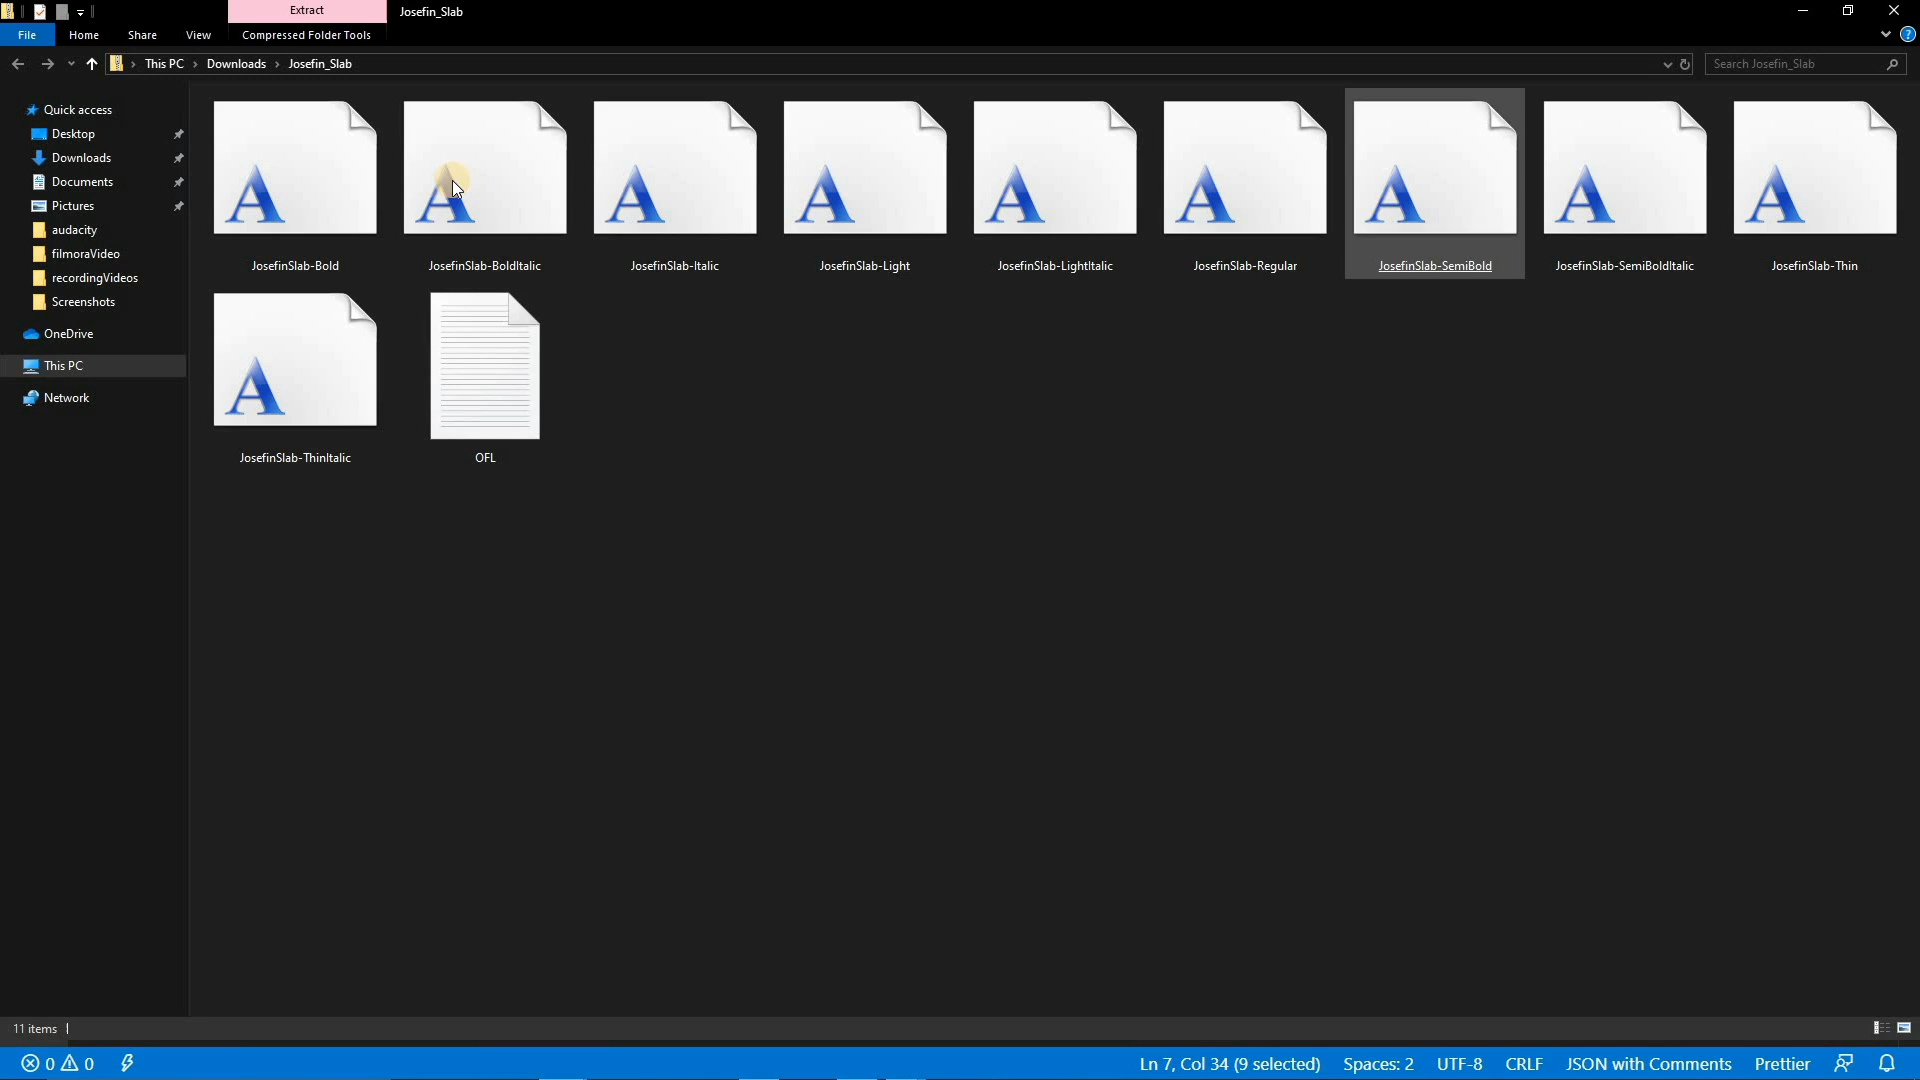 Extract
Josefin_Slab
File
Home
Share
View
Compressed Folder Tools
This PC
Downloads
Josefin_Slab
Search Josefin_Slab
Quick access
Desktop
Downloads
Documents
Pictures
audacity
filmoraVideo
recordingVideos
Screenshots
OneDrive
This PC
Network
JosefinSlab-Bold
JosefinSlab-BoldItalic
JosefinSlab-Italic
JosefinSlab-Light
JosefinSlab-LightItalic
JosefinSlab-Regular
JosefinSlab-SemiBold
JosefinSlab-SemiBoldItalic
JosefinSlab-Thin
JosefinSlab-ThinItalic
OFL
11 items
0
0
Ln 7, Col 34 (9 selected)
Spaces: 2
UTF-8
CRLF
JSON with Comments
Prettier